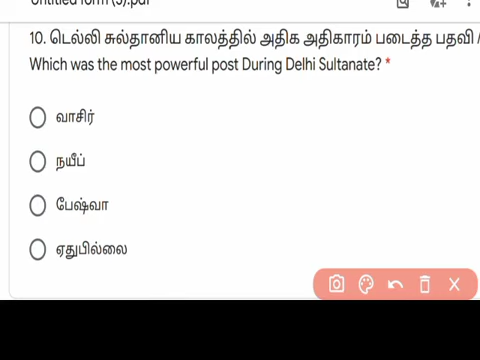 10. டெல்லி சுல்தானிய காலத்தில் அதிக அதிகாரம் படைத்த பதவி /
Which was the most powerful post During Delhi Sultanate? *
வாசிர்
நயீப்
பேஷ்வா
ஏதுபில்லை